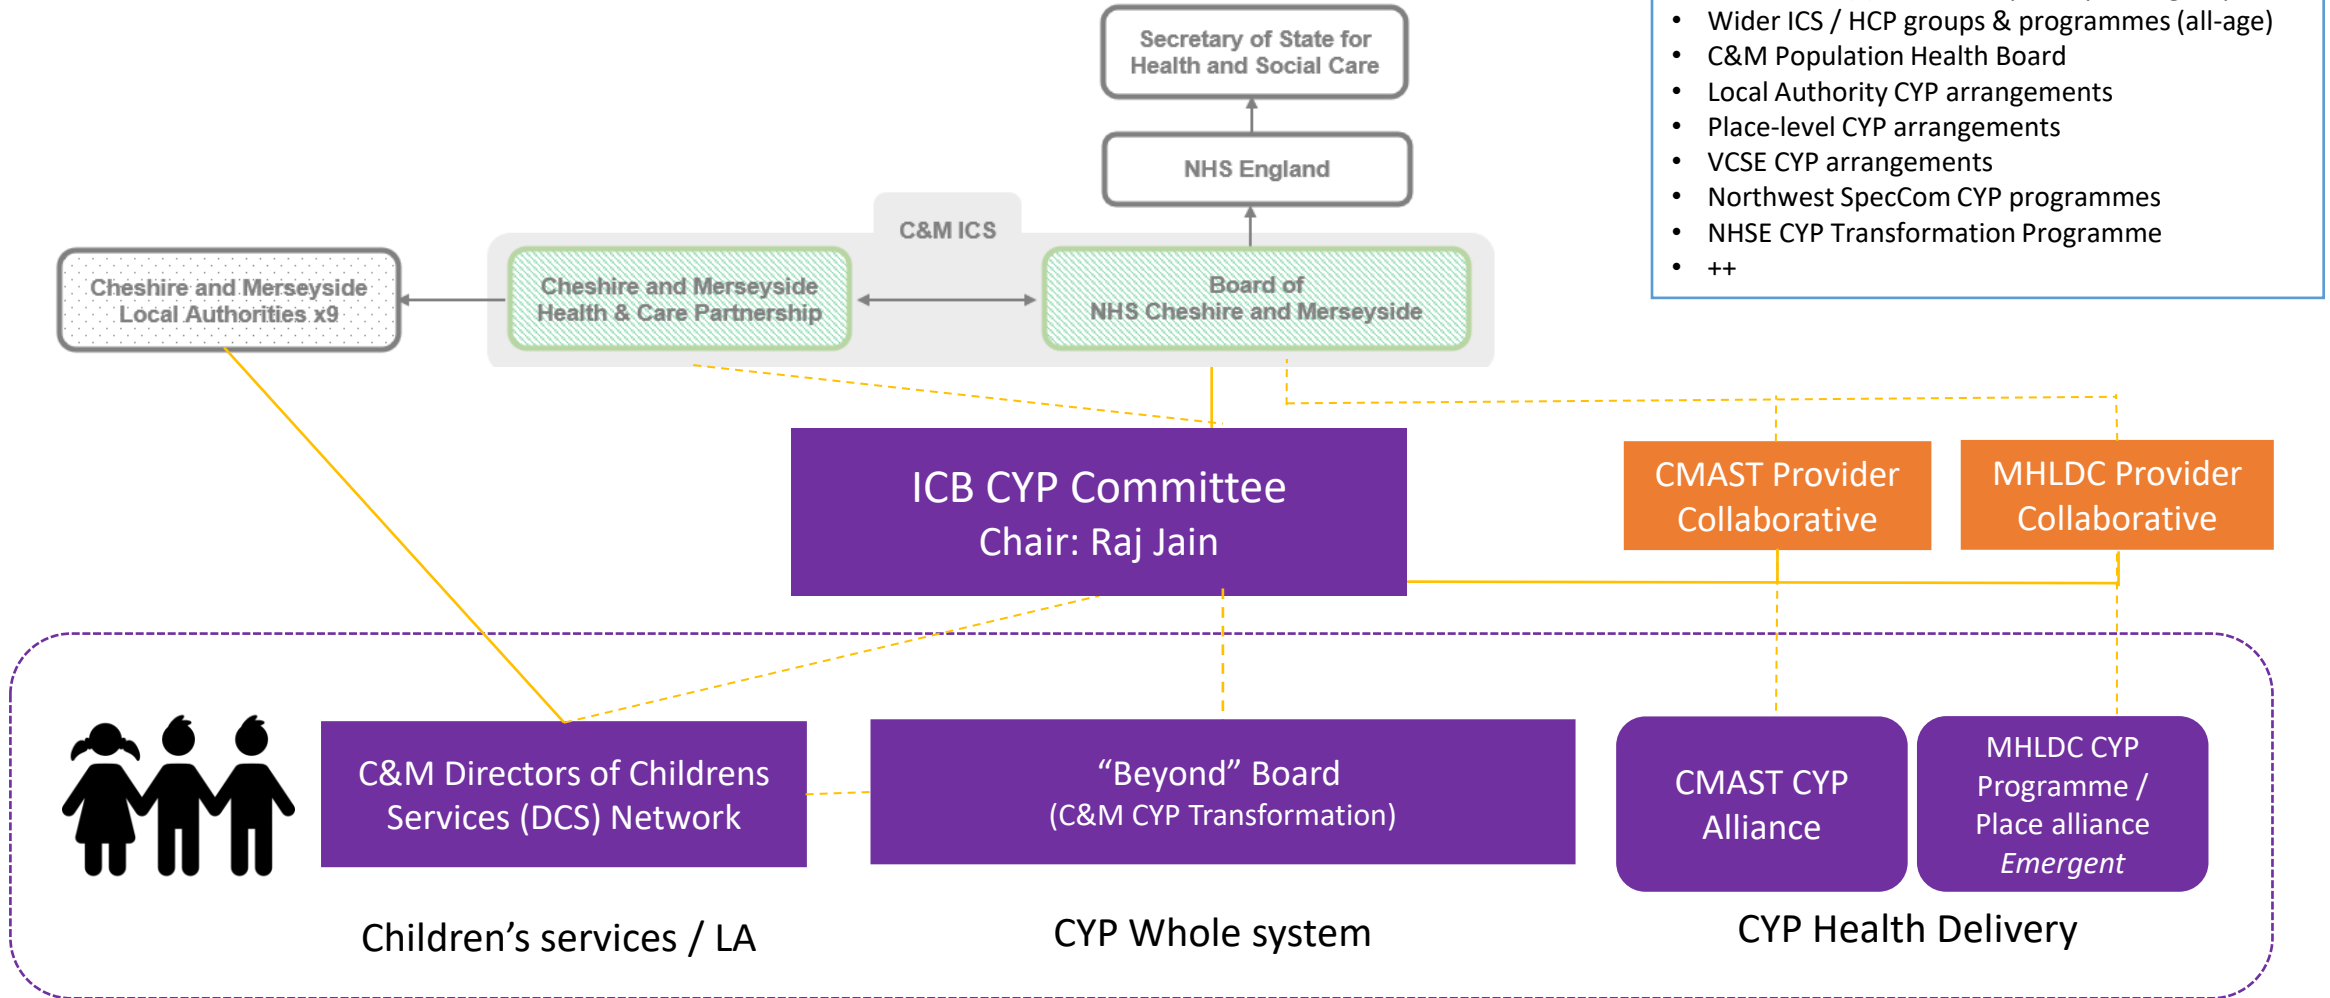 Secretary of State for
Health and Social Care
NHS England
C&M ICS
Cheshire and Merseyside
Local Authorities x9
Cheshire and Merseyside
Health & Care Partnership
Board of
NHS Cheshire and Merseyside
• Wider ICS / HCP groups & programmes (all-age)
• C&M Population Health Board
• Local Authority CYP arrangements
• Place-level CYP arrangements
• VCSE CYP arrangements
• Northwest SpecCom CYP programmes
• NHSE CYP Transformation Programme
• ++
ICB CYP Committee
Chair: Raj Jain
CMAST Provider
Collaborative
MHLDC Provider
Collaborative
C&M Directors of Childrens
Services (DCS) Network
“Beyond” Board
(C&M CYP Transformation)
CMAST CYP
Alliance
MHLDC CYP
Programme /
Place alliance
Emergent
Children’s services / LA
CYP Whole system
CYP Health Delivery